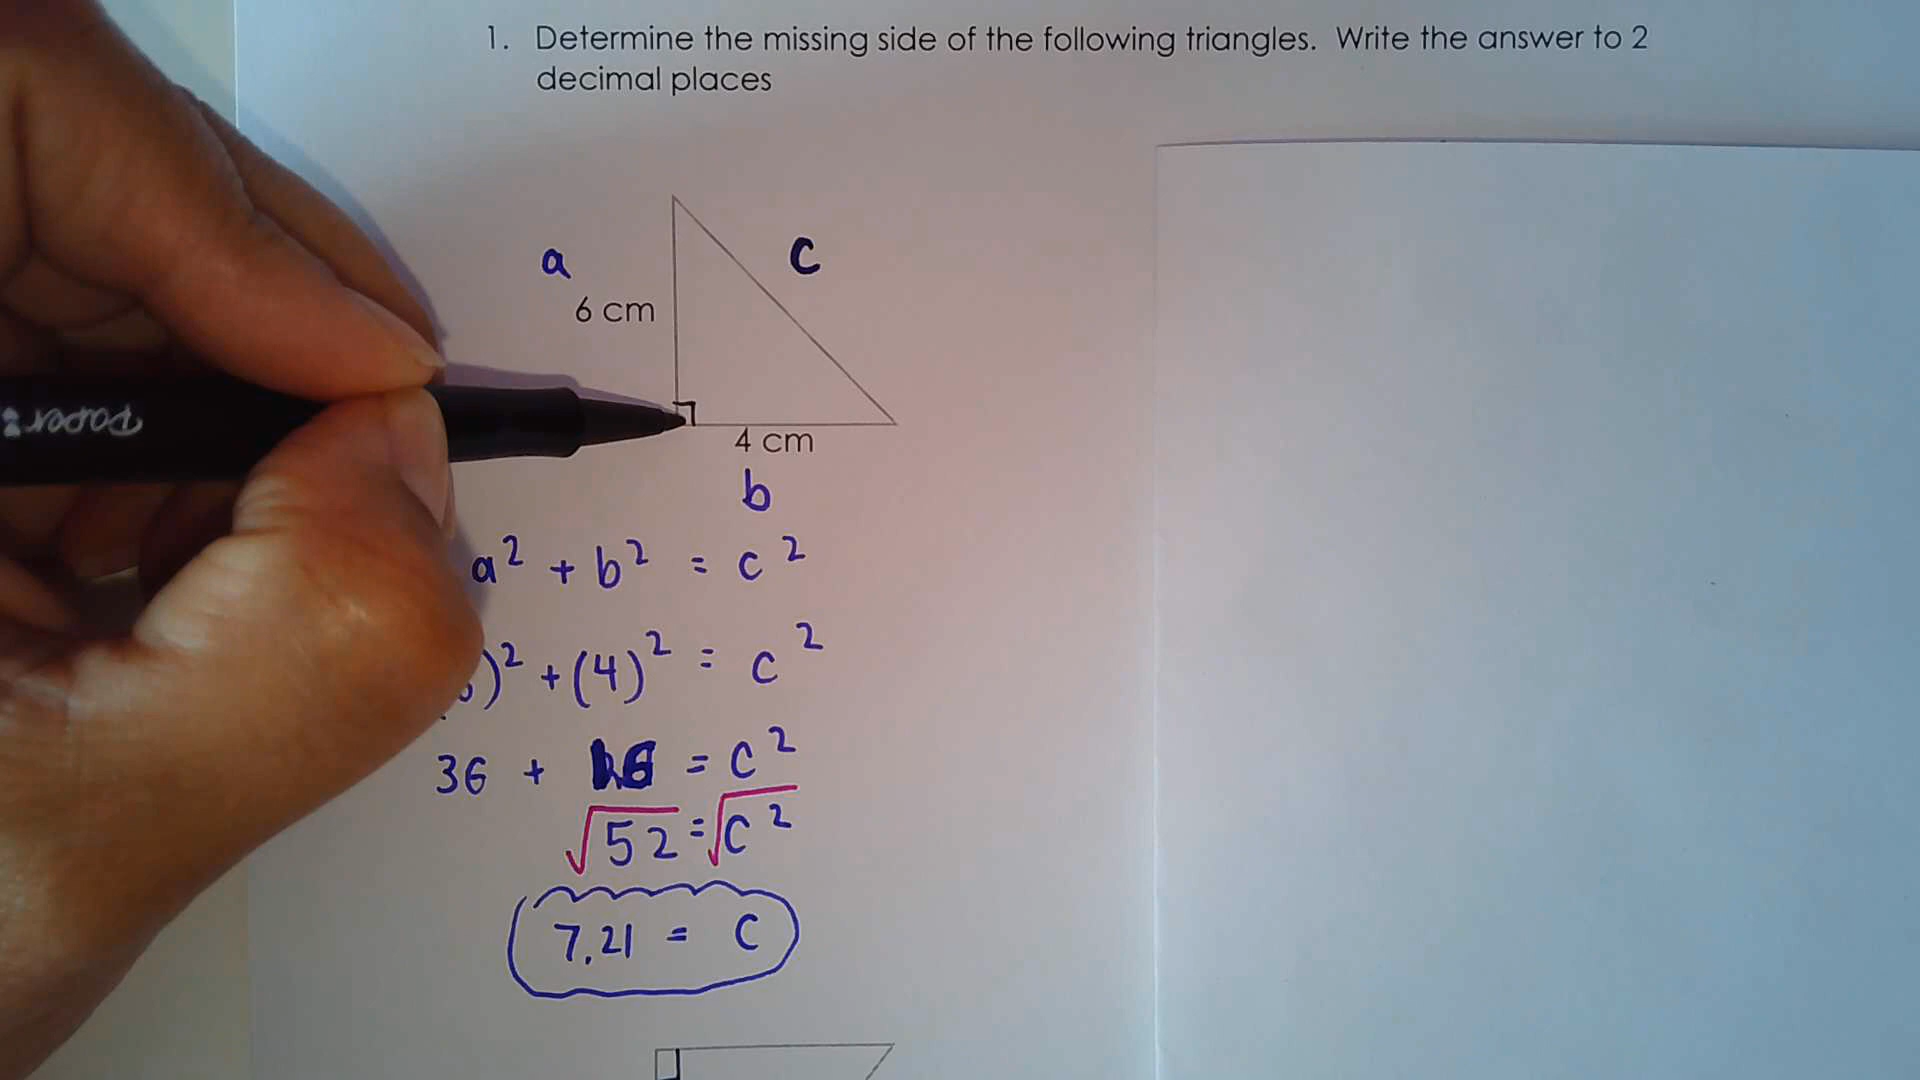 1. Determine the missing side of the following triangles. Write the answer to 2
decimal places
a
c
6 cm
4 cm
b
a² + b² = c²
)² + (4)² = c²
36 + 16 = c²
√52 = √c²
7.21 = c
Paper